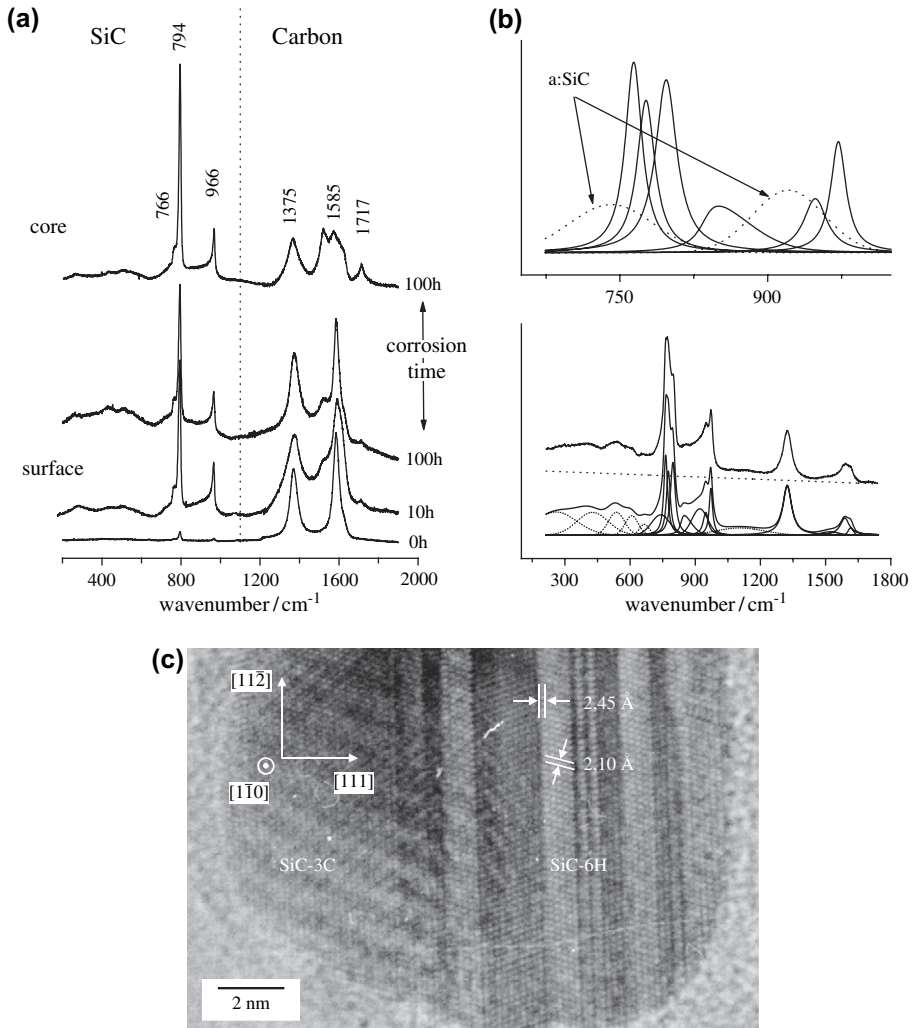 (a)
SiC
Carbon
794
766
966
1375
1585
1717
core
100h
corrosion
time
100h
surface
10h
0h
400 800 1200 1600 2000
wavenumber / cm⁻¹
(b)
a:SiC
750 900
300 600 900 1200 1500 1800
wavenumber / cm⁻¹
(c)
[112̄]
[111]
[11̄0]
2,45 Å
2,10 Å
SiC-3C
SiC-6H
2 nm